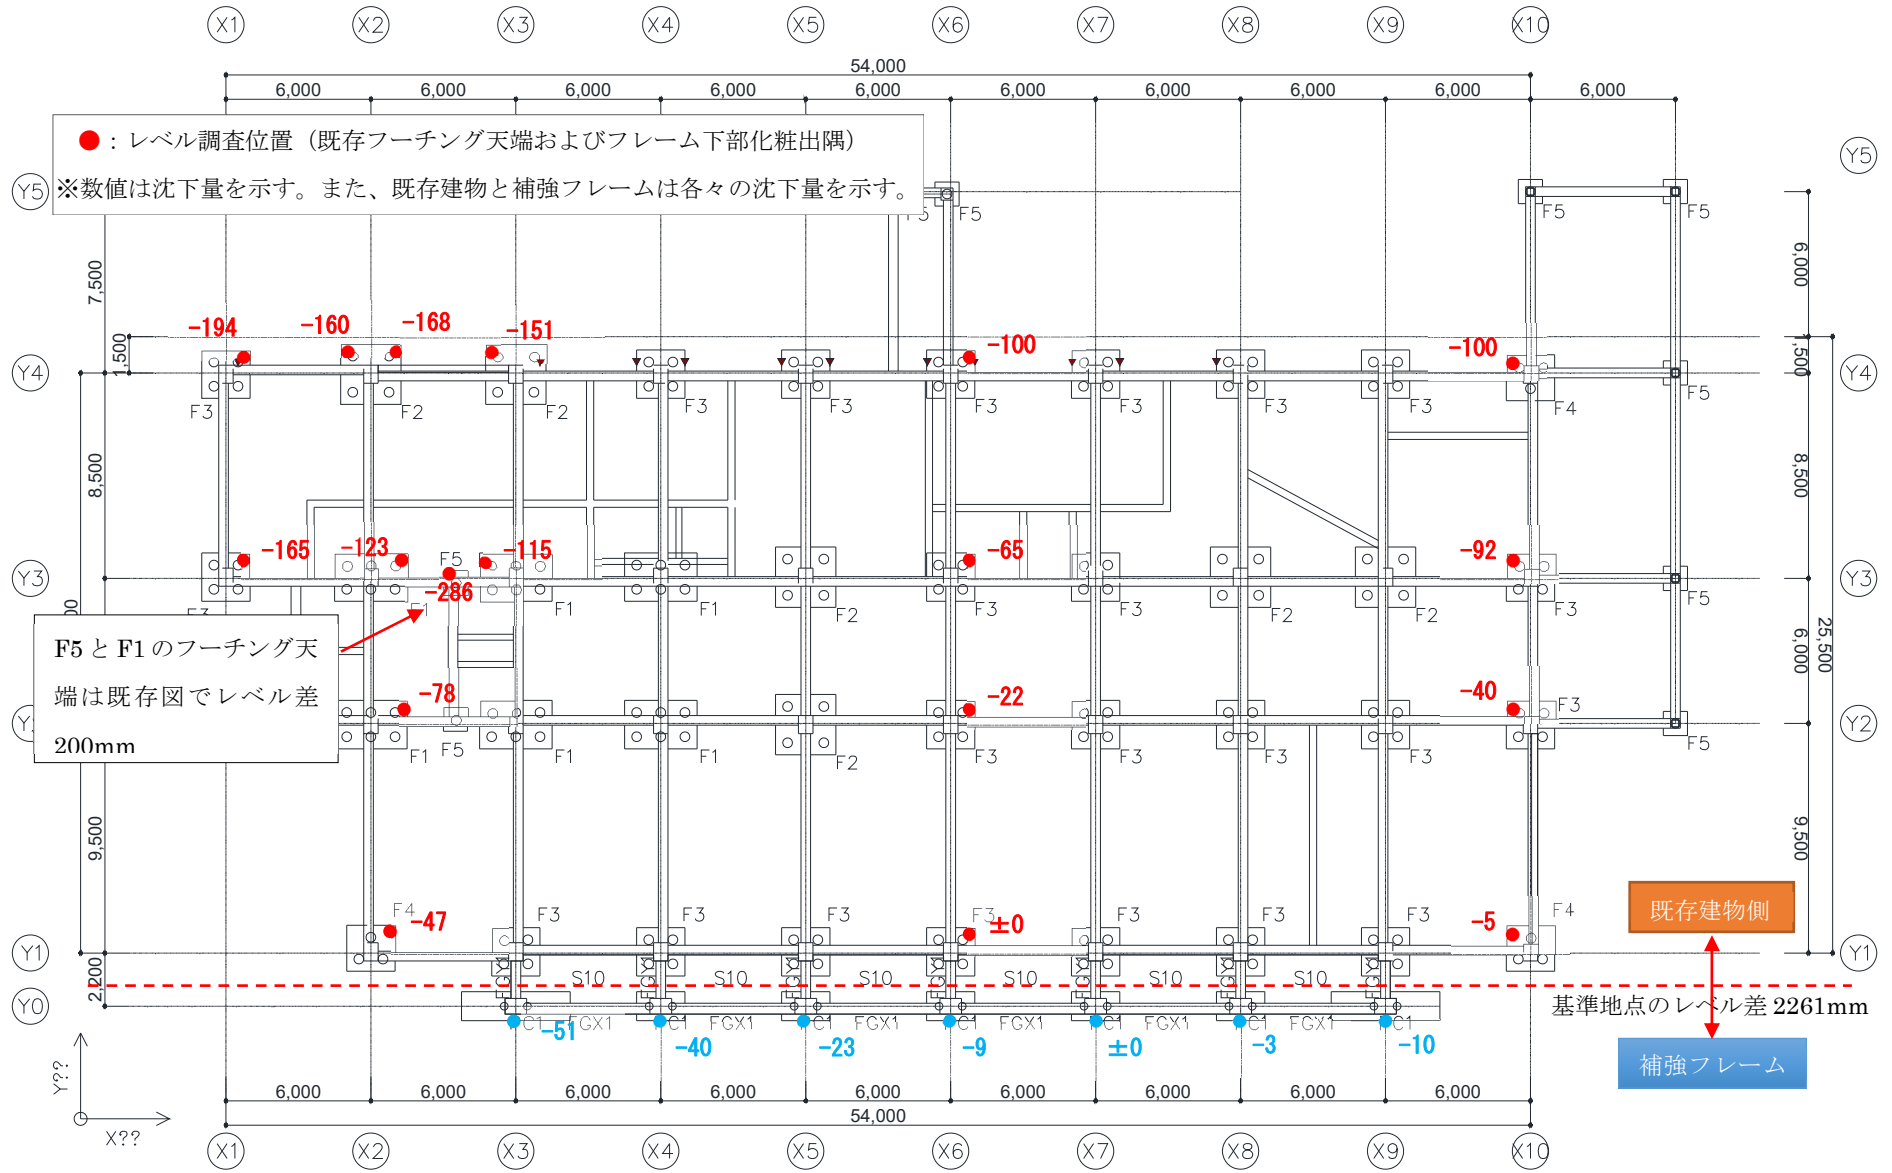 X1 X2 X3 X4 X5 X6 X7 X8 X9 X10
54,000
6,000 6,000 6,000 6,000 6,000 6,000 6,000 6,000 6,000 6,000
●：レベル調査位置（既存フーチング天端およびフレーム下部化粧出隅）
※数値は沈下量を示す。また、既存建物と補強フレームは各々の沈下量を示す。
Y5
Y5
F5 F5 F5
7,500
6,000
-194 -160 -168 -151 -100 -100
1,500
1,500
Y4
Y4
F3 F2 F2 F3 F3 F3 F3 F3 F3 F4 F5
8,500
8,500
-165 -123 F5 -115 -65 -92
Y3
Y3
-286
F1 F1 F1 F2 F3 F3 F2 F2 F3 F5
F5とF1のフーチング天
端は既存図でレベル差
200mm
6,000
25,500
-78 -22 -40
F3
Y2
F1 F5 F1 F1 F2 F3 F3 F3 F3 F5
9,500
9,500
F4 -47 F3 F3 F3 F3 ±0 F3 F3 F3 -5 F4
既存建物側
Y1
Y1
2,200
S10 S10 S10 S10 S10 S10
Y0
基準地点のレベル差 2261mm
C1 FGX1 C1 FGX1 C1 FGX1 C1 FGX1 C1 FGX1 C1 FGX1 C1
-51 -40 -23 -9 ±0 -3 -10
補強フレーム
Y??
X??
6,000 6,000 6,000 6,000 6,000 6,000 6,000 6,000 6,000
54,000
X1 X2 X3 X4 X5 X6 X7 X8 X9 X10